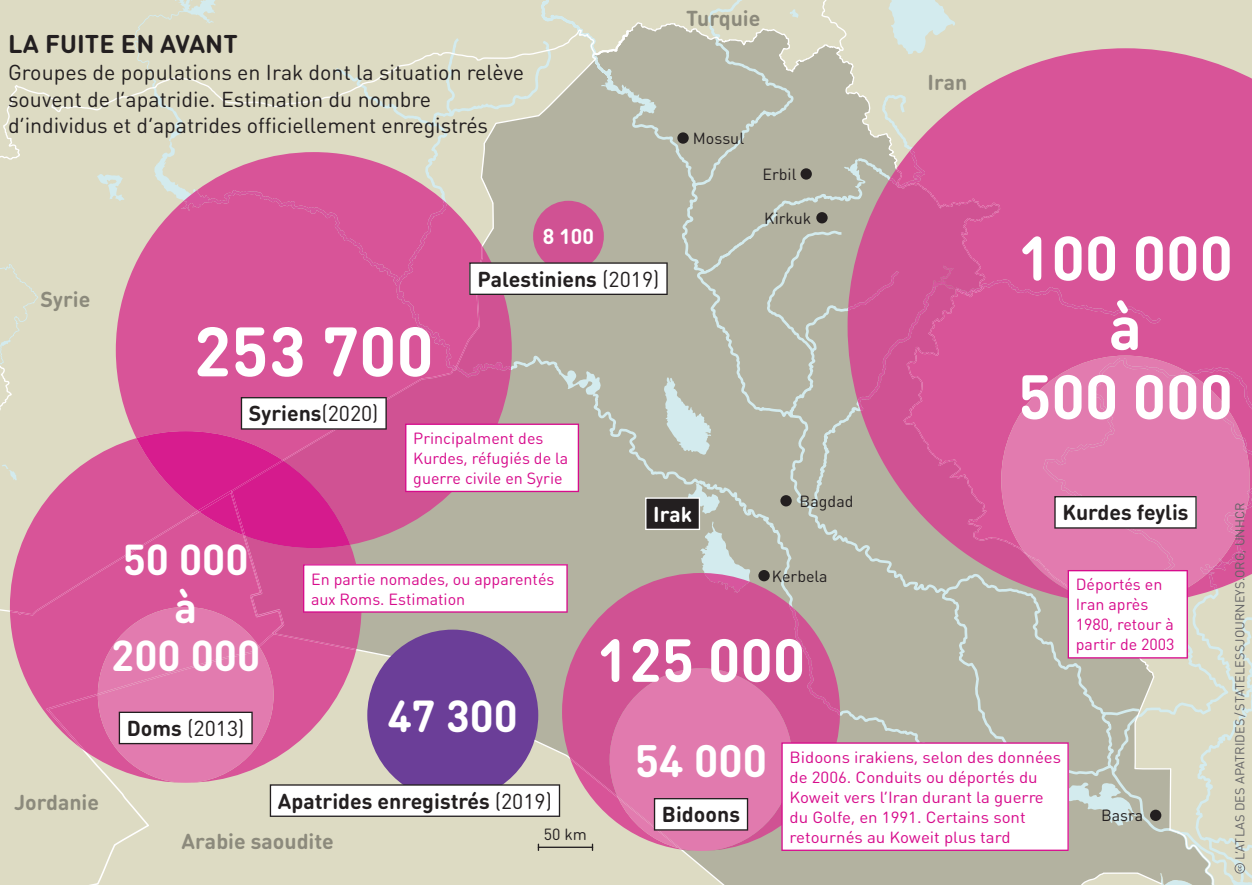 LA FUITE EN AVANT
Groupes de populations en Irak dont la situation relève
souvent de l’apatridie. Estimation du nombre
d’individus et d’apatrides officiellement enregistrés
Turquie
Iran
Mossul
Erbil
Kirkuk
8 100
Palestiniens (2019)
Syrie
253 700
Syriens(2020)
Principalment des
Kurdes, réfugiés de la
guerre civile en Syrie
100 000
à
500 000
Kurdes feylis
Déportés en
Iran après
1980, retour à
partir de 2003
Irak
Bagdad
Kerbela
50 000
à
200 000
Doms (2013)
En partie nomades, ou apparentés
aux Roms. Estimation
47 300
Apatrides enregistrés (2019)
125 000
54 000
Bidoons
Bidoons irakiens, selon des données
de 2006. Conduits ou déportés du
Koweit vers l’Iran durant la guerre
du Golfe, en 1991. Certains sont
retournés au Koweit plus tard
Basra
Jordanie
Arabie saoudite
50 km
L’ATLAS DES APATRIDES / STATELESSJOURNEYS.ORG, UNHCR